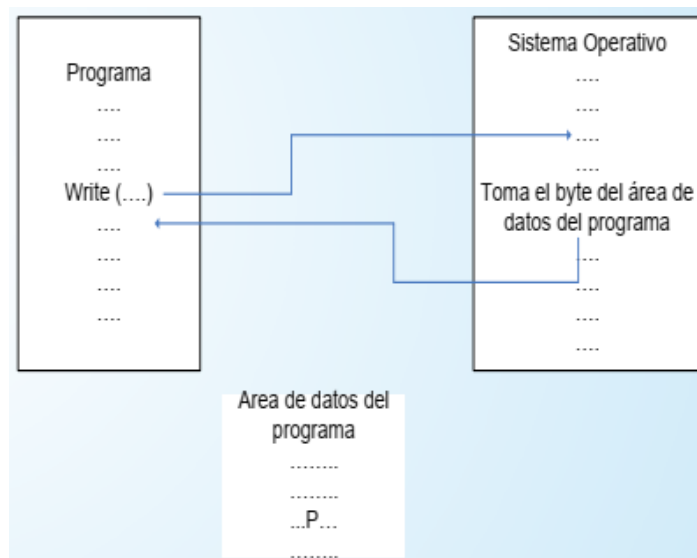 Programa
....
....
....
Write (....)
....
....
....
....
Sistema Operativo
....
....
....
....
Toma el byte del área de
datos del programa
....
....
....
....
Area de datos del
programa
........
........
...P...
........